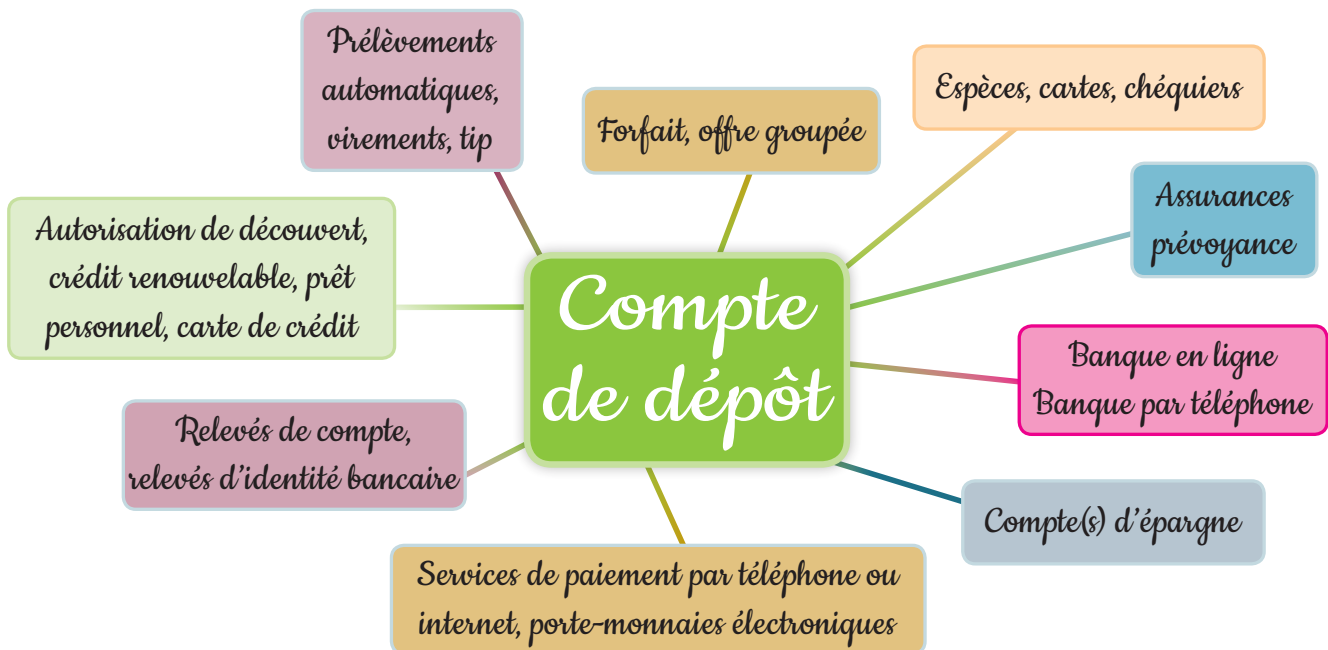 Prélèvements
automatiques,
virements, tip
Forfait, offre groupée
Espèces, cartes, chéquiers
Assurances
prévoyance
Autorisation de découvert,
crédit renouvelable, prêt
personnel, carte de crédit
Compte
de dépôt
Banque en ligne
Banque par téléphone
Relevés de compte,
relevés d'identité bancaire
Compte(s) d'épargne
Services de paiement par téléphone ou
internet, porte-monnaies électroniques